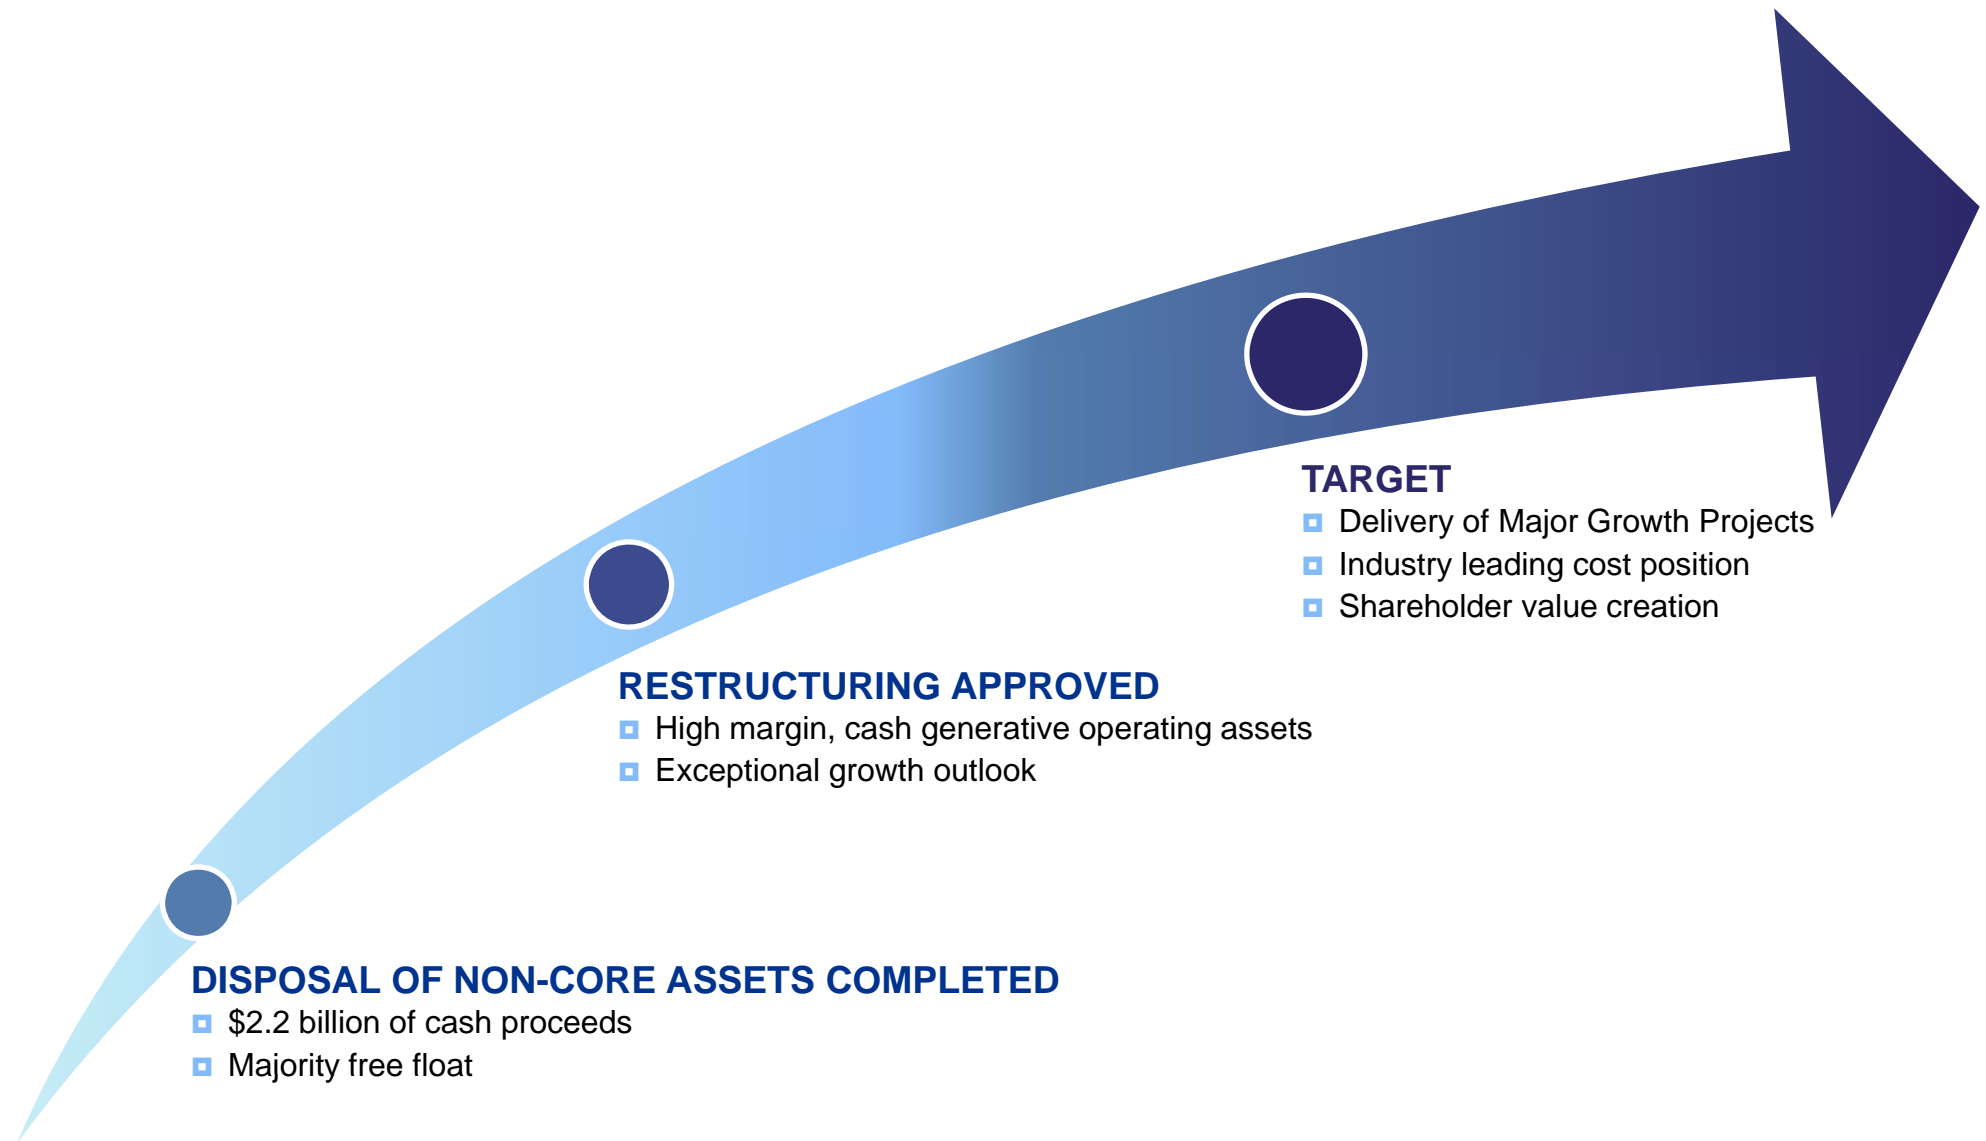 TARGET
Delivery of Major Growth Projects
Industry leading cost position
Shareholder value creation
RESTRUCTURING APPROVED
High margin, cash generative operating assets
Exceptional growth outlook
DISPOSAL OF NON-CORE ASSETS COMPLETED
$2.2 billion of cash proceeds
Majority free float